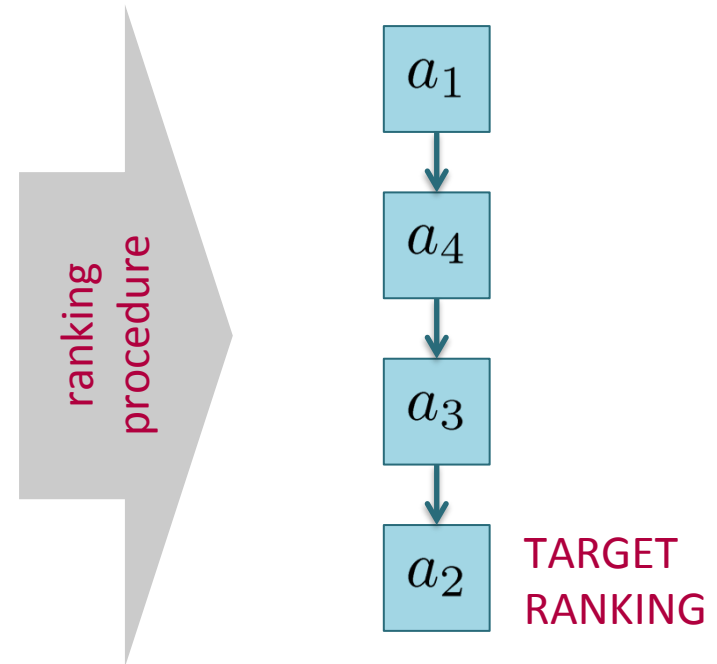 ranking
procedure
a₁
a₄
a₃
a₂
TARGET
RANKING